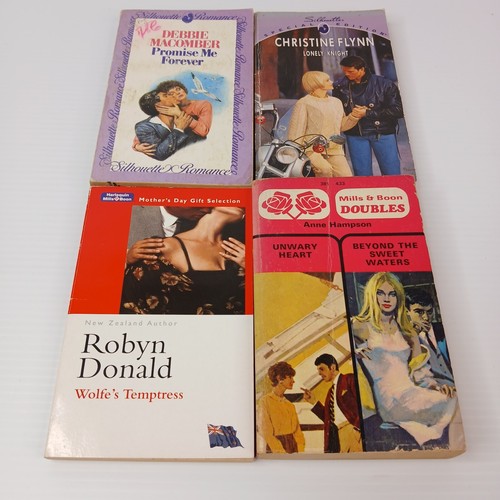 Silhouette Romance
DEBBIE
MACOMBER
Promise Me
Forever
Silhouette Romance
Silhouette
SPECIAL EDITION
CHRISTINE FLYNN
LONELY KNIGHT
Harlequin
Mills & Boon
Mother's Day Gift Selection
New Zealand Author
Robyn
Donald
Wolfe's Temptress
Mills & Boon
DOUBLES
Anne Hampson
UNWARY
HEART
BEYOND THE
SWEET
WATERS